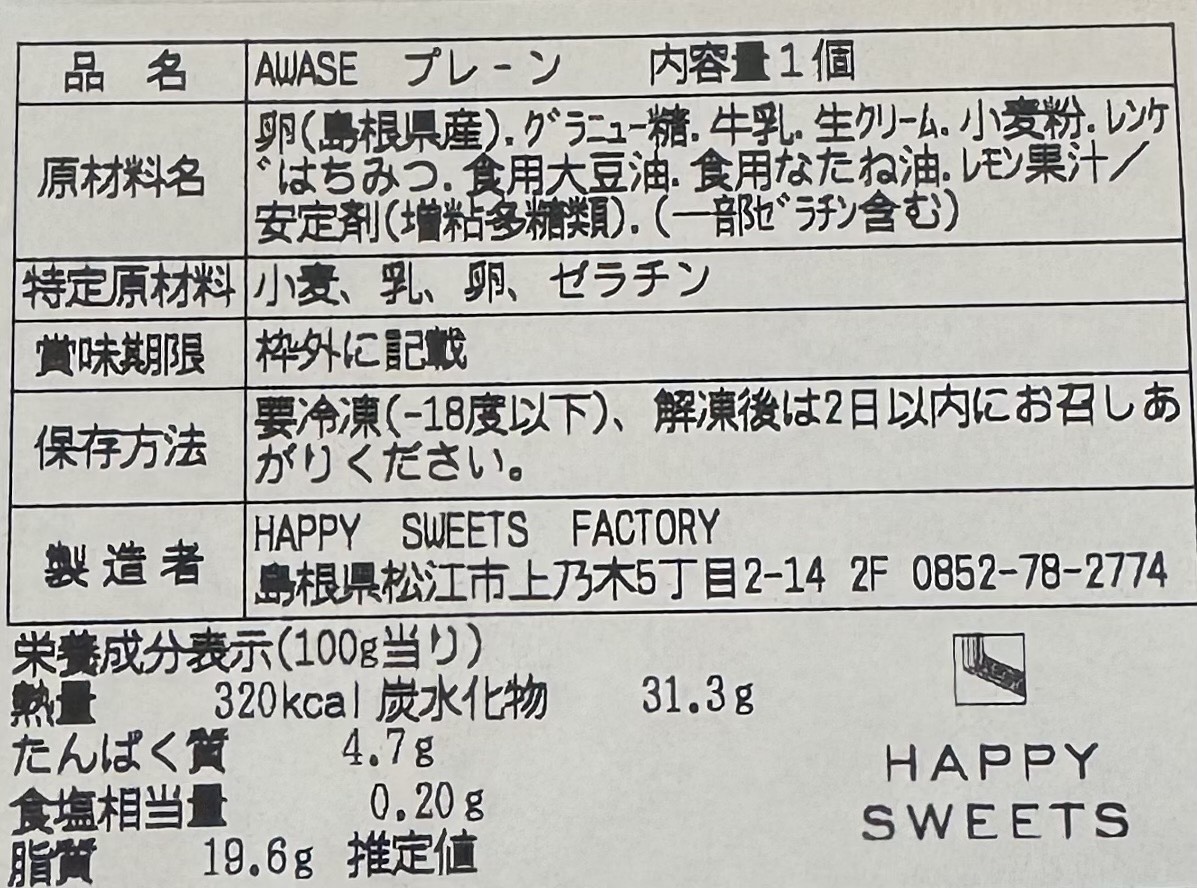 品名 AWASE プレーン 内容量1個
原材料名 卵(島根県産).ｸﾞﾗﾆｭｰ糖.牛乳.生ｸﾘｰﾑ.小麦粉.ﾚﾝｹ
ﾞはちみつ.食用大豆油.食用なたね油.ﾚﾓﾝ果汁／
安定剤(増粘多糖類).(一部ｾﾞﾗﾁﾝ含む)
特定原材料 小麦、乳、卵、ゼラチン
賞味期限 枠外に記載
保存方法 要冷凍(-18度以下)、解凍後は2日以内にお召しあ
がりください。
製造者 HAPPY SWEETS FACTORY
島根県松江市上乃木5丁目2-14 2F 0852-78-2774
栄養成分表示(100g当り)
熱量 320kcal 炭水化物 31.3g
たんぱく質 4.7g
食塩相当量 0.20g
脂質 19.6g 推定値
HAPPY
SWEETS